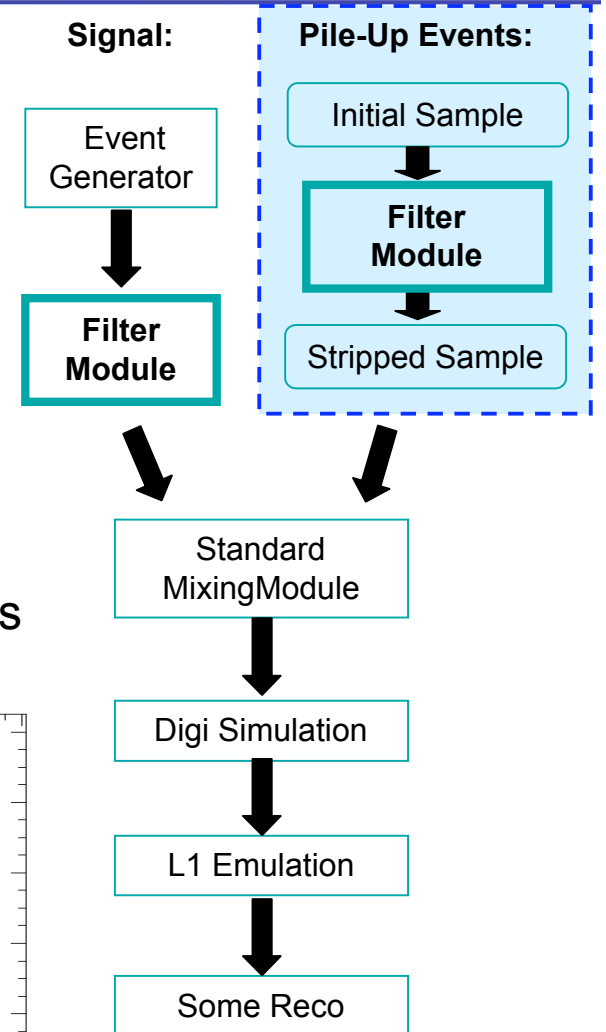 Signal:
Pile-Up Events:
Event
Generator
Filter
Module
Initial Sample
Filter
Module
Stripped Sample
Standard
MixingModule
s
Digi Simulation
L1 Emulation
Some Reco